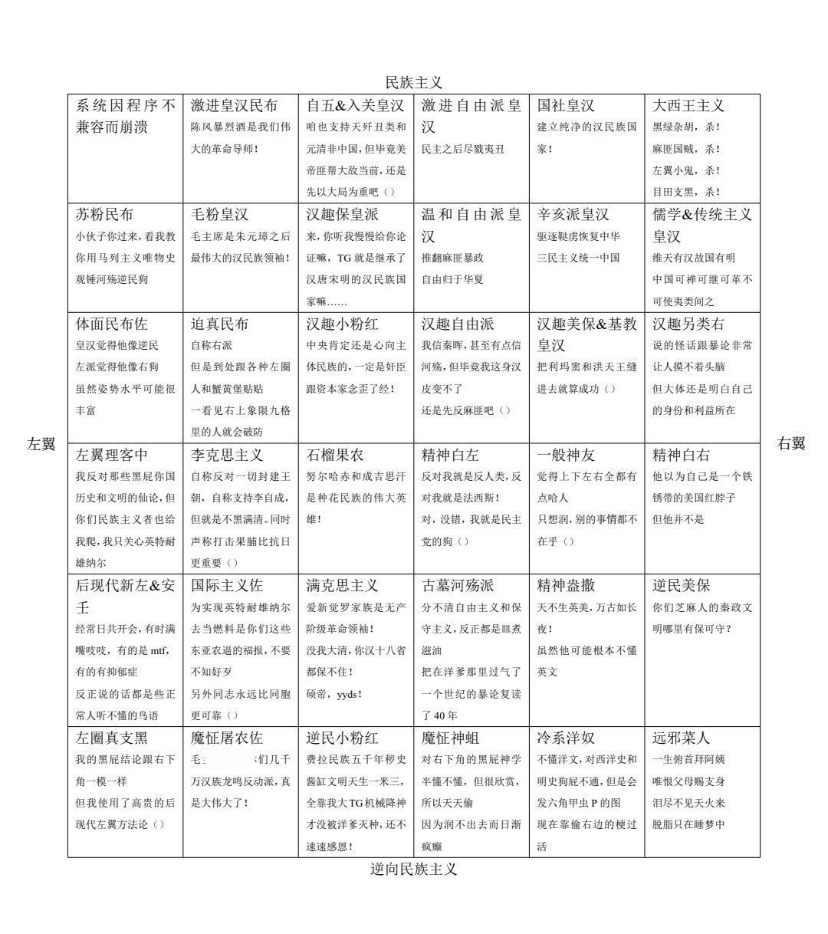 民族主义
系统因程序不
兼容而崩溃
激进皇汉民布
陈风暴烈酒是我们伟
大的革命导师！
自五&入关皇汉
咱也支持天歼丑类和
元清非中国，但毕竟美
帝匪帮大敌当前，还是
先以大局为重吧（）
激进自由派皇
汉
民主之后尽戮夷丑
国社皇汉
建立纯净的汉民族国
家！
大西王主义
黑绿杂胡，杀！
麻匪国贼，杀！
左翼小鬼，杀！
目田支黑，杀！
苏粉民布
小伙子你过来，看我教
你用马列主义唯物史
观锤河殇逆民狗
毛粉皇汉
毛主席是朱元璋之后
最伟大的汉民族领袖！
汉趣保皇派
来，你听我慢慢给你论
证嘛，TG 就是继承了
汉唐宋明的汉民族国
家嘛……
温和自由派皇
汉
推翻麻匪暴政
自由归于华夏
辛亥派皇汉
驱逐鞑虏恢复中华
三民主义统一中国
儒学&传统主义
皇汉
维天有汉故国有明
中国可禅可继可革不
可使夷类间之
体面民布佐
皇汉觉得他像逆民
左派觉得他像右狗
虽然姿势水平可能很
丰富
迫真民布
自称右派
但是到处跟各种左圈
人和蟹黄堡贴贴
一看见右上象限九格
里的人就会破防
汉趣小粉红
中央肯定还是心向主
体民族的，一定是奸臣
跟资本家念歪了经！
汉趣自由派
我信秦晖，甚至有点信
河殇，但毕竟我这身汉
皮变不了
还是先反麻匪吧（）
汉趣美保&基教
皇汉
把利玛窦和洪天王缝
进去就算成功（）
汉趣另类右
说的怪话跟暴论非常
让人摸不着头脑
但大体还是明白自己
的身份和利益所在
左翼
右翼
左翼理客中
我反对那些黑屁你国
历史和文明的仙论，但
你们民族主义者也给
我爬，我只关心英特耐
雄纳尔
李克思主义
自称反对一切封建王
朝，自称支持李自成，
但就是不黑满清。同时
声称打击果脯比抗日
更重要（）
石榴果农
努尔哈赤和成吉思汗
是种花民族的伟大英
雄！
精神白左
反对我就是反人类，反
对我就是法西斯！
对，没错，我就是民主
党的狗（）
一般神友
觉得上下左右全都有
点哈人
只想润，别的事情都不
在乎（）
精神白右
他以为自己是一个铁
锈带的美国红脖子
但他并不是
后现代新左&安
壬
经常日共开会，有时满
嘴吱吱，有的是 mtf，
有的有抑郁症
反正说的话都是些正
常人听不懂的鸟语
国际主义佐
为实现英特耐雄纳尔
去当燃料是你们这些
东亚农逼的福报，不要
不知好歹
另外同志永远比同胞
更可靠（）
满克思主义
爱新觉罗家族是无产
阶级革命领袖！
没我大清，你汉十八省
都保不住！
硕帝，yyds！
古墓河殇派
分不清自由主义和保
守主义，反正都是皿煮
滋油
把在洋爹那里过气了
一个世纪的暴论复读
了 40 年
精神盎撒
天不生英美，万古如长
夜！
虽然他可能根本不懂
英文
逆民美保
你们芝麻人的秦政文
明哪里有保可守？
左圈真支黑
我的黑屁结论跟右下
角一模一样
但我使用了高贵的后
现代左翼方法论（）
魔怔屠农佐
毛 们几千
万汉族龙鸣反动派，真
是大伟大了！
逆民小粉红
费拉民族五千年秽史
酱缸文明天生一米三，
全靠我大 TG 机械降神
才没被洋爹灭种，还不
速速感恩！
魔怔神蛆
对右下角的黑屁神学
半懂不懂，但很欣赏，
所以天天偷
因为润不出去而日渐
疯癫
冷系洋奴
不懂洋文，对西洋史和
明史狗屁不通，但是会
发六角甲虫 P 的图
现在靠偷右边的梗过
活
远邪菜人
一生俯首拜阿姨
唯恨父母赐支身
泪尽不见天火来
脱脂只在睡梦中
逆向民族主义